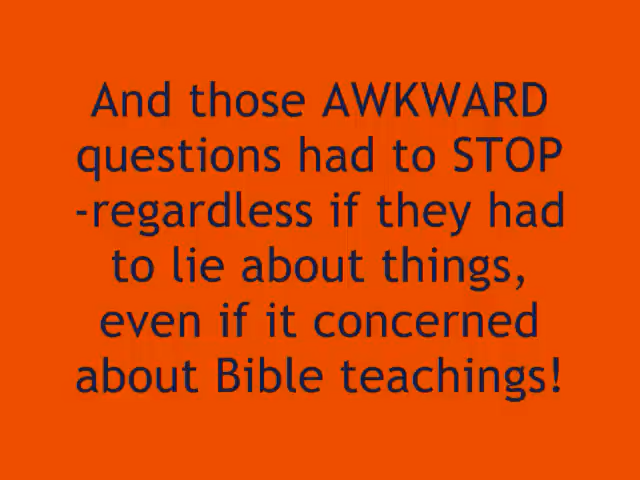 And those AWKWARD
questions had to STOP
-regardless if they had
to lie about things,
even if it concerned
about Bible teachings!